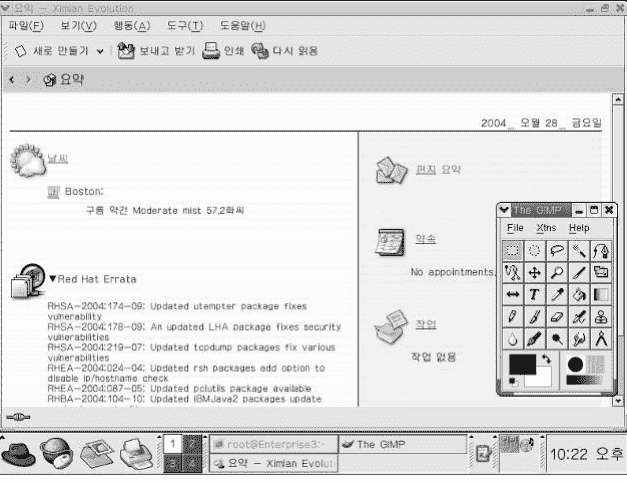 요약 - Ximian Evolution
파일(F) 보기(V) 행동(A) 도구(T) 도움말(H)
새로 만들기 보내고 받기 인쇄 다시 읽음
요약
2004_ 오월 28_ 금요일
날씨
Boston:
구름 약간 Moderate mist 57.2화씨
Red Hat Errata
RHSA-2004:174-09: Updated utempter package fixes
vulnerability
RHSA-2004:178-09: An updated LHA package fixes security
vulnerabilities
RHSA-2004:219-07: Updated tcpdump packages fix various
vulnerabilities
RHEA-2004:024-04: Updated rsh packages add option to
disable ip/hostname check
RHEA-2004:087-05: Updated pciutils package available
RHBA-2004:104-10: Updated IBMJava2 packages update
편지 요약
약속
No appointments.
작업
작업 없음
The GIMP
File Xtns Help
1 2
3 4
root@Enterprise3:~
The GIMP
요약 - Ximian Evolut
10:22 오후